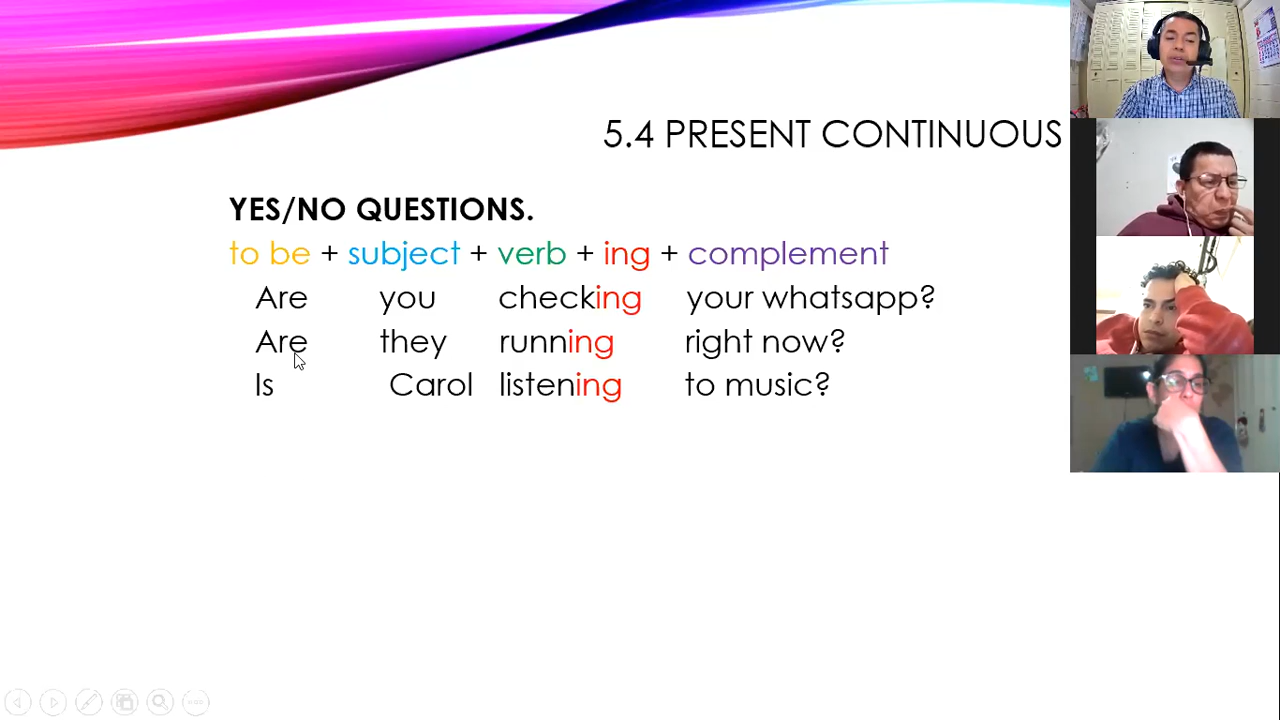 5.4 PRESENT CONTINUOUS
YES/NO QUESTIONS.
to be + subject + verb + ing + complement
Are you checking your whatsapp?
Are they running right now?
Is Carol listening to music?